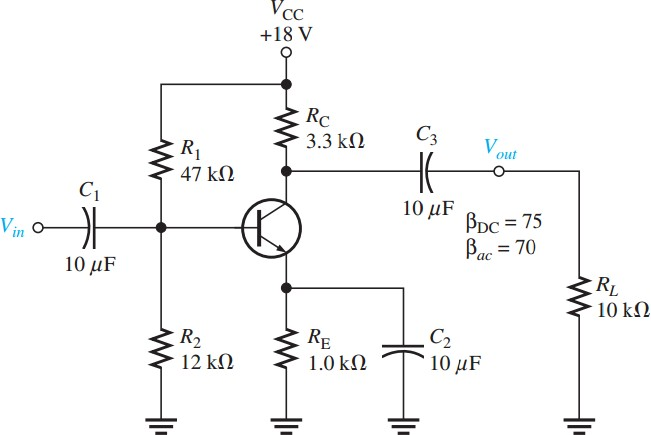 V_CC
+18 V
R_C
3.3 kΩ
R_1
47 kΩ
C_3
10 μF
V_out
C_1
10 μF
V_in
β_DC = 75
β_ac = 70
R_L
10 kΩ
R_2
12 kΩ
R_E
1.0 kΩ
C_2
10 μF